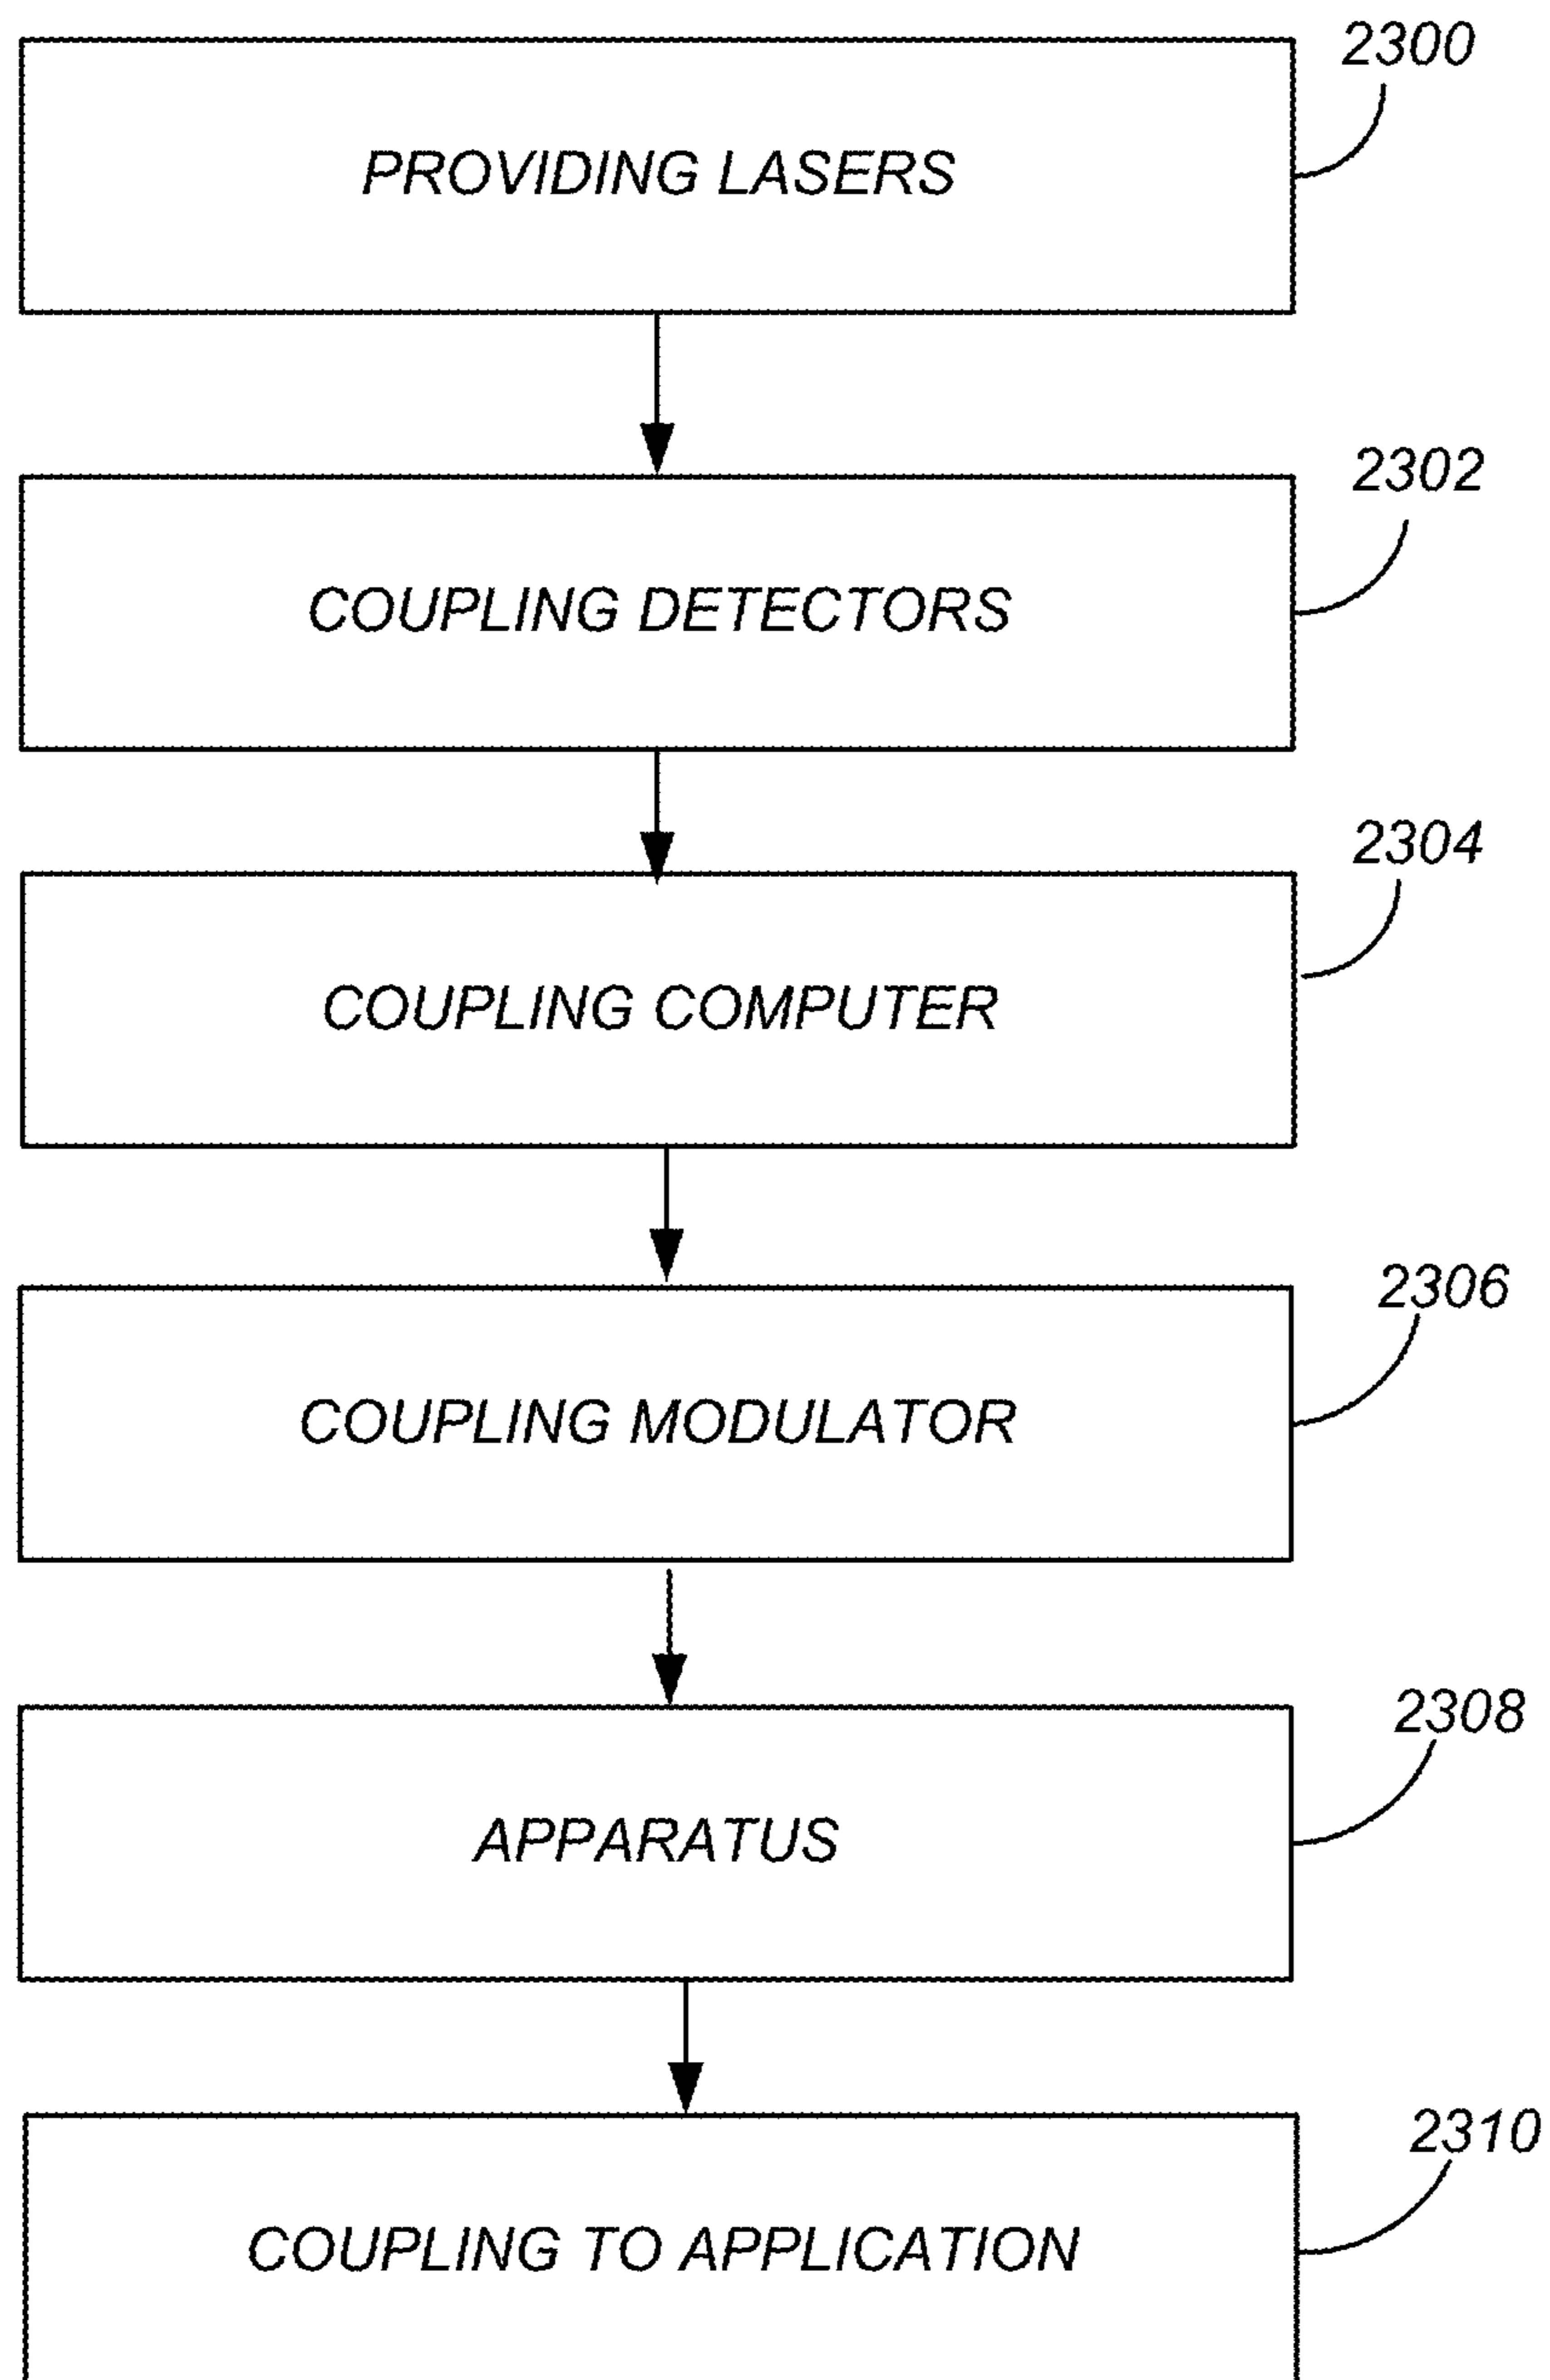 2300
PROVIDING LASERS
2302
COUPLING DETECTORS
2304
COUPLING COMPUTER
2306
COUPLING MODULATOR
2308
APPARATUS
2310
COUPLING TO APPLICATION